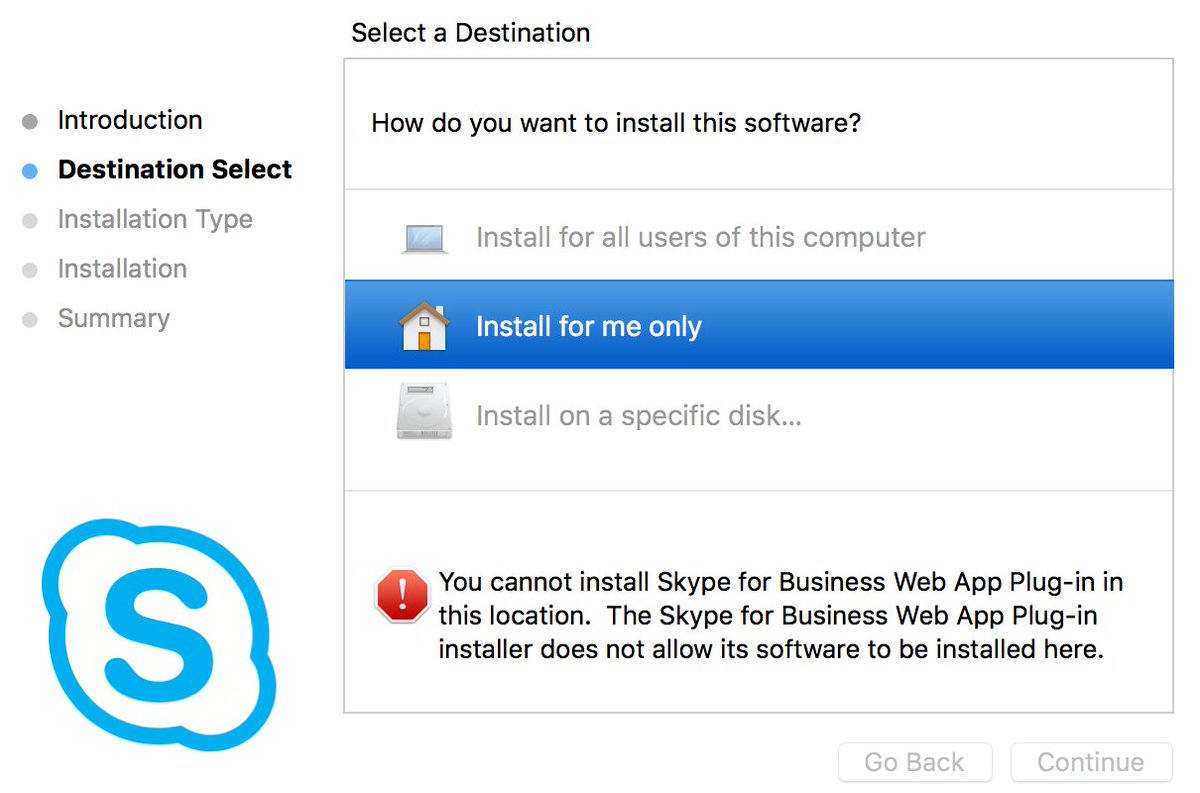 Select a Destination
Introduction
Destination Select
Installation Type
Installation
Summary
How do you want to install this software?
Install for all users of this computer
Install for me only
Install on a specific disk...
You cannot install Skype for Business Web App Plug-in in
this location.  The Skype for Business Web App Plug-in
installer does not allow its software to be installed here.
S
Go Back
Continue